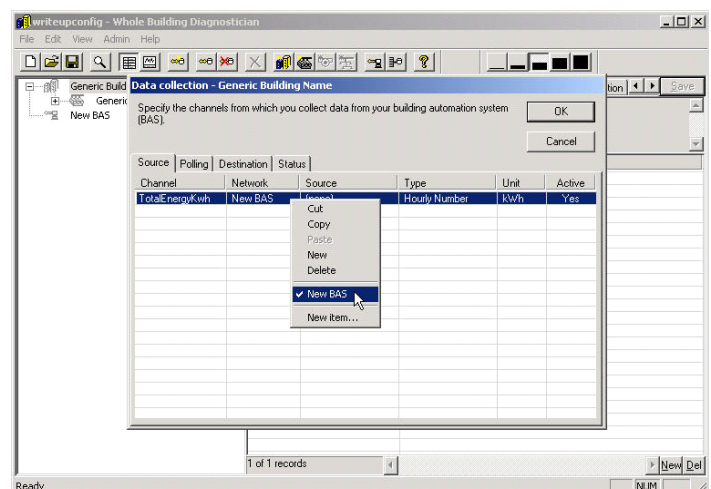 writeupconfig - Whole Building Diagnostician
File Edit View Admin Help
Generic Build
Generic
New BAS
Data collection - Generic Building Name
Specify the channels from which you collect data from your building automation system
(BAS).
OK
Cancel
tion
Save
Source Polling Destination Status
Channel Network Source Type Unit Active
TotalEnergyKwh New BAS (none) Hourly Number kWh Yes
Cut
Copy
Paste
New
Delete
New BAS
New item...
1 of 1 records
New Del
Ready
NUM